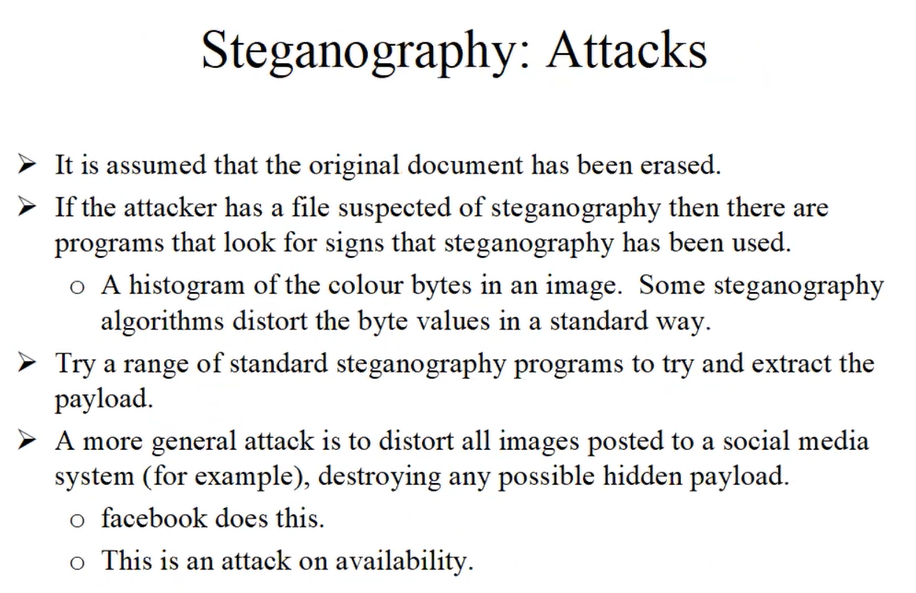 Steganography: Attacks
➢ It is assumed that the original document has been erased.
➢ If the attacker has a file suspected of steganography then there are
programs that look for signs that steganography has been used.
o A histogram of the colour bytes in an image.  Some steganography
algorithms distort the byte values in a standard way.
➢ Try a range of standard steganography programs to try and extract the
payload.
➢ A more general attack is to distort all images posted to a social media
system (for example), destroying any possible hidden payload.
o facebook does this.
o This is an attack on availability.